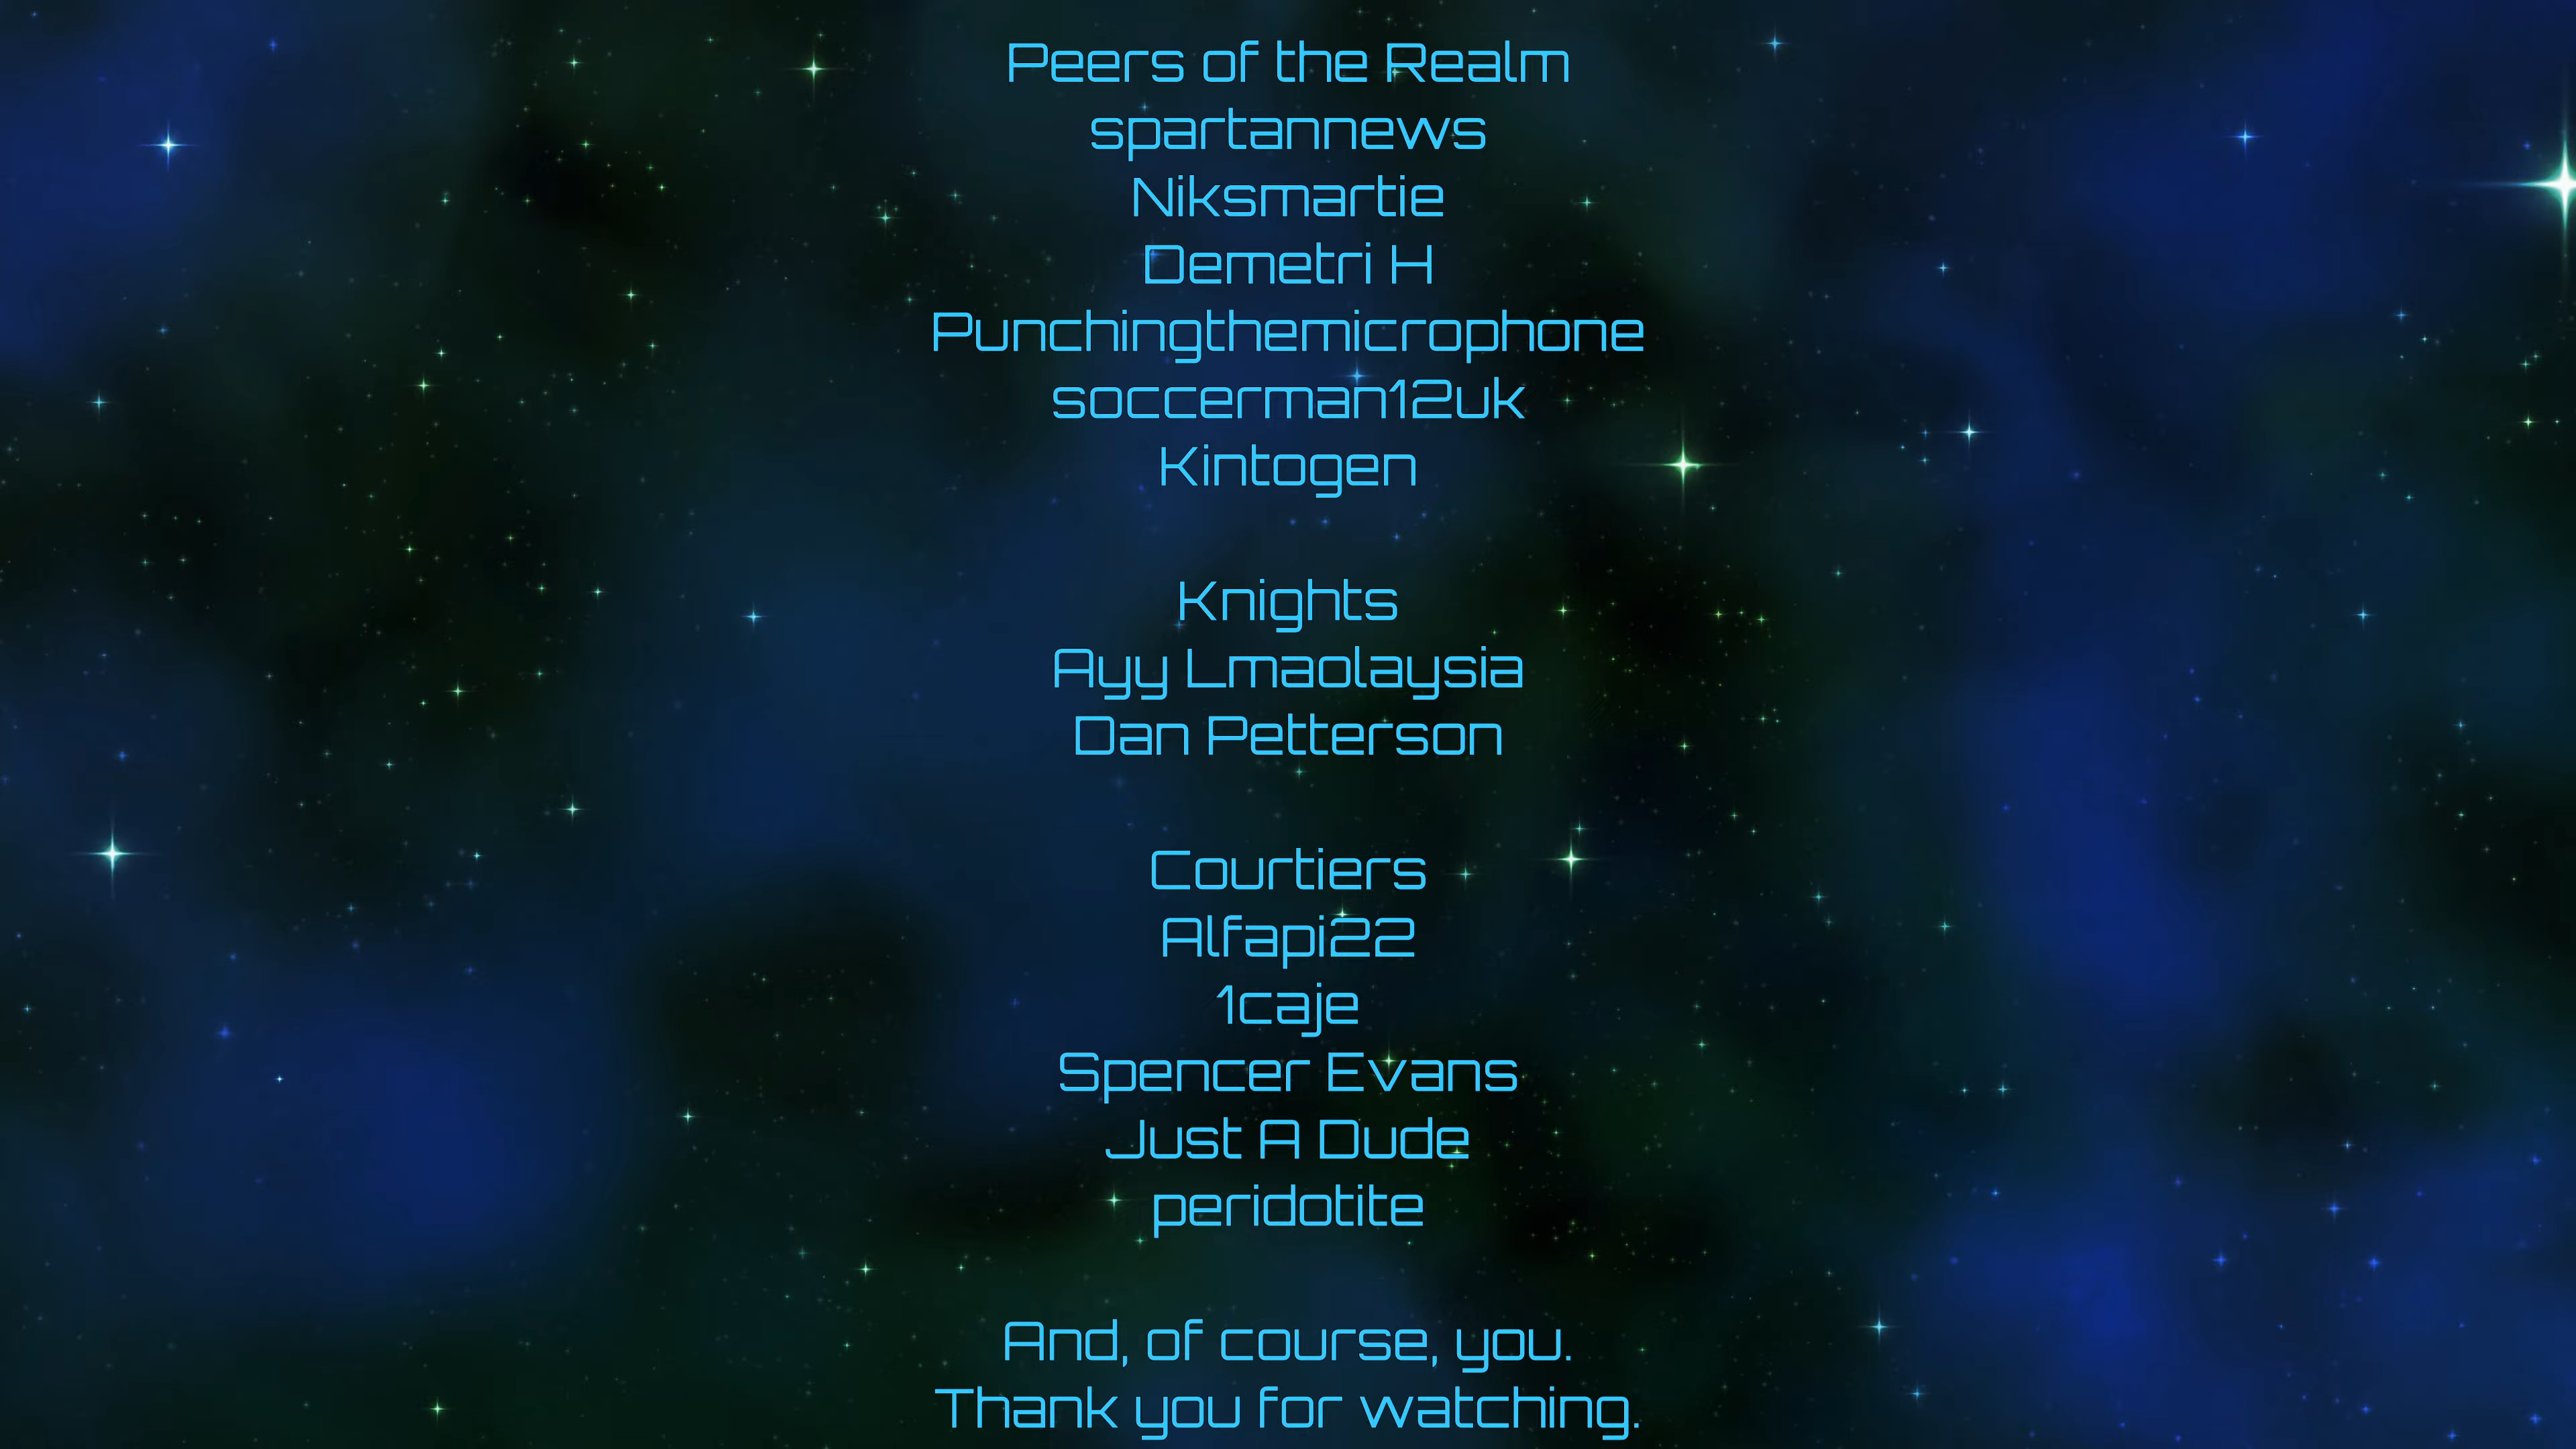 Peers of the Realm
spartannews
Niksmartie
Demetri H
Punchingthemicrophone
soccerman12uk
Kintogen
Knights
Ayy Lmaolaysia
Dan Petterson
Courtiers
Alfapi22
1caje
Spencer Evans
Just A Dude
peridotite
And, of course, you.
Thank you for watching.